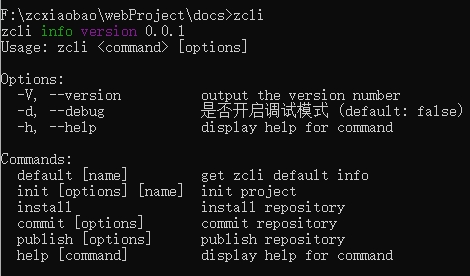 F:\zcxiaobao\webProject\docs>zcli
zcli info version 0.0.1
Usage: zcli <command> [options]
Options:
-V, --version output the version number
-d, --debug 是否开启调试模式 (default: false)
-h, --help display help for command
Commands:
default [name] get zcli default info
init [options] [name] init project
install install repository
commit [options] commit repository
publish [options] publish repository
help [command] display help for command